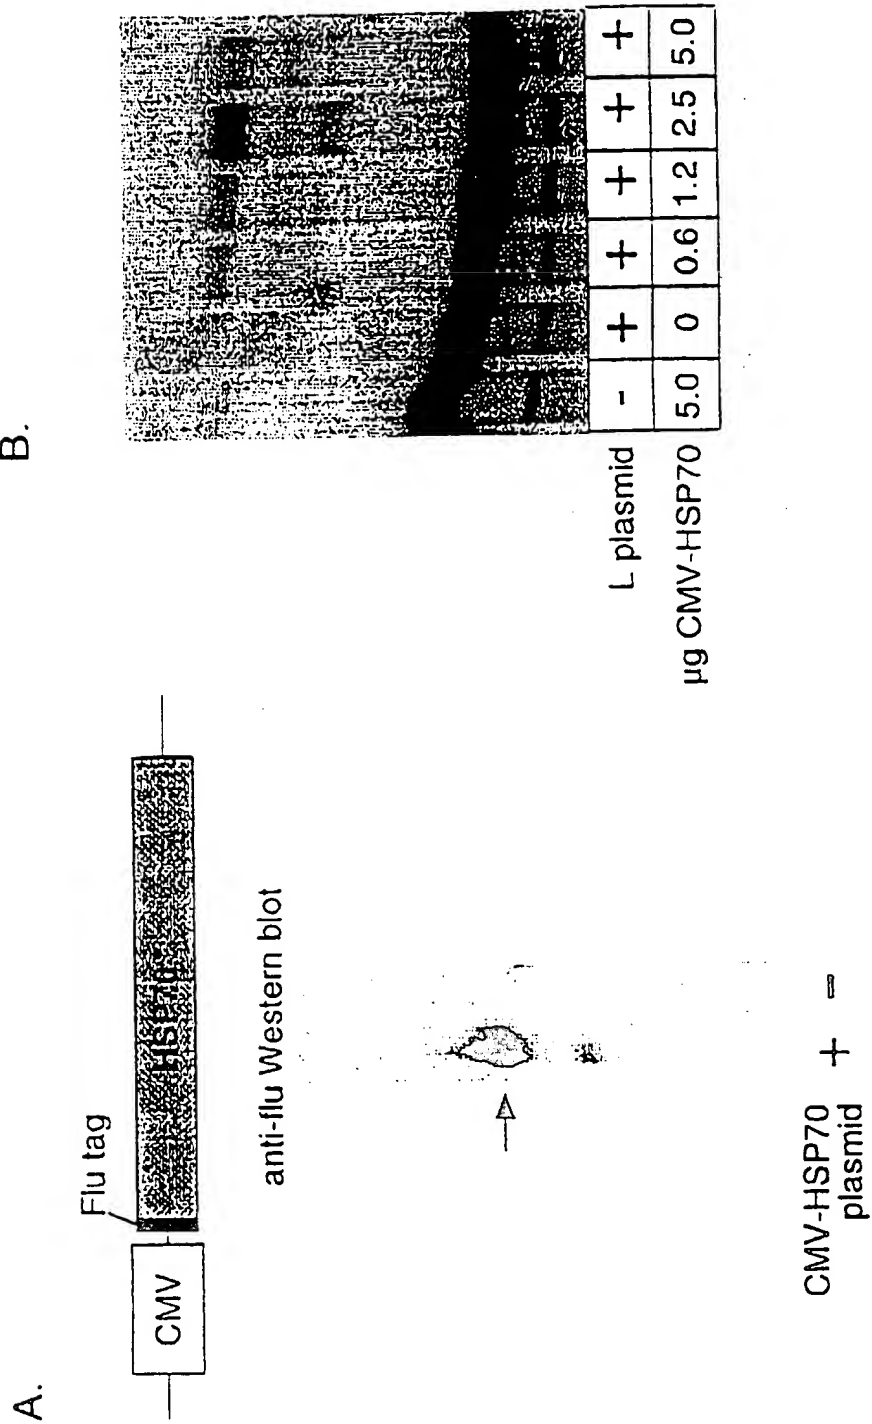 A.
CMV
Flu tag
HSP70
anti-flu Western blot
CMV-HSP70 + -
plasmid
B.
L plasmid - + + + + +
µg CMV-HSP70 5.0 0 0.6 1.2 2.5 5.0